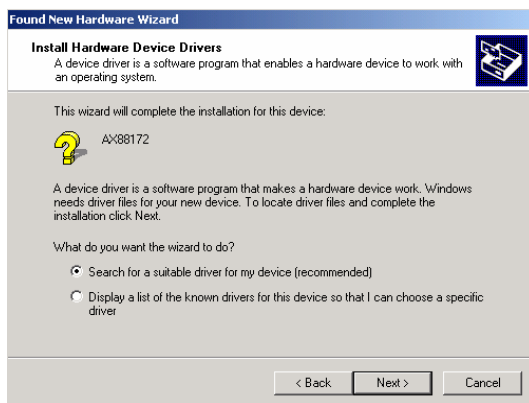 Found New Hardware Wizard
Install Hardware Device Drivers
A device driver is a software program that enables a hardware device to work with
an operating system.
This wizard will complete the installation for this device:
AX88172
A device driver is a software program that makes a hardware device work. Windows
needs driver files for your new device. To locate driver files and complete the
installation click Next.
What do you want the wizard to do?
Search for a suitable driver for my device (recommended)
Display a list of the known drivers for this device so that I can choose a specific
driver
< Back Next > Cancel